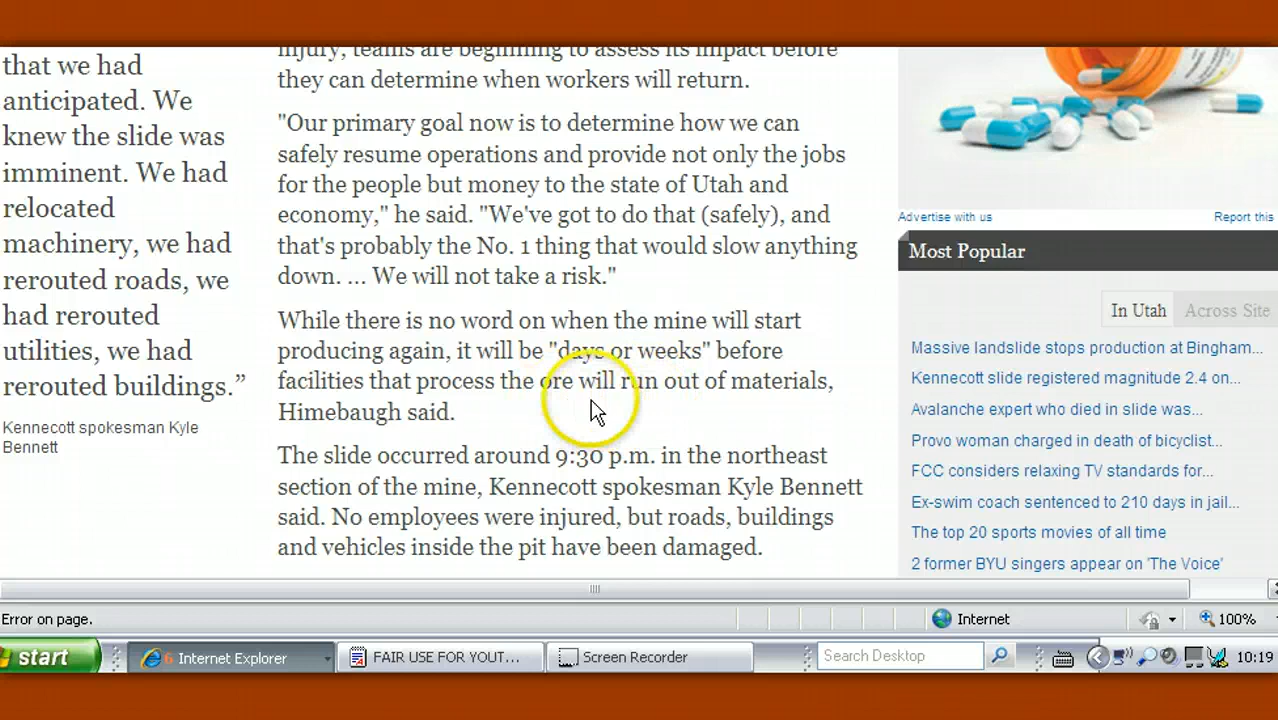 that we had
anticipated. We
knew the slide was
imminent. We had
relocated
machinery, we had
rerouted roads, we
had rerouted
utilities, we had
rerouted buildings.”
Kennecott spokesman Kyle
Bennett
injury, teams are beginning to assess its impact before
they can determine when workers will return.
"Our primary goal now is to determine how we can
safely resume operations and provide not only the jobs
for the people but money to the state of Utah and
economy," he said. "We've got to do that (safely), and
that's probably the No. 1 thing that would slow anything
down. ... We will not take a risk."
While there is no word on when the mine will start
producing again, it will be "days or weeks" before
facilities that process the ore will run out of materials,
Himebaugh said.
The slide occurred around 9:30 p.m. in the northeast
section of the mine, Kennecott spokesman Kyle Bennett
said. No employees were injured, but roads, buildings
and vehicles inside the pit have been damaged.
Advertise with us
Report this
Most Popular
In Utah
Across Site
Massive landslide stops production at Bingham...
Kennecott slide registered magnitude 2.4 on...
Avalanche expert who died in slide was...
Provo woman charged in death of bicyclist...
FCC considers relaxing TV standards for...
Ex-swim coach sentenced to 210 days in jail...
The top 20 sports movies of all time
2 former BYU singers appear on 'The Voice'
Error on page.
Internet
100%
start
6 Internet Explorer
FAIR USE FOR YOUT...
Screen Recorder
Search Desktop
10:19